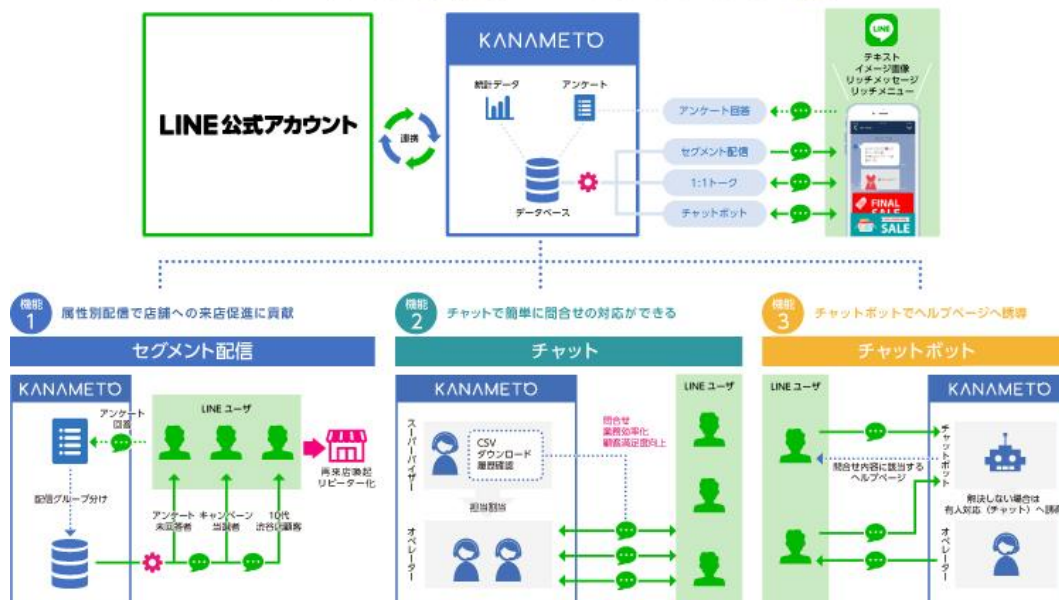 LINE公式アカウント
連携
KANAMETO
統計データ
アンケート
データベース
アンケート回答
セグメント配信
1:1トーク
チャットボット
LINE
テキスト
イメージ画像
リッチメッセージ
リッチメニュー
FINAL
SALE
SALE
機能
1
属性別配信で店舗への来店促進に貢献
セグメント配信
KANAMETO
アンケート
回答
配信グループ分け
LINE ユーザ
アンケート
未回答者
キャンペーン
当選者
10代
渋谷店顧客
再来店喚起
リピーター化
機能
2
チャットで簡単に問合せの対応ができる
チャット
KANAMETO
スーパーバイザー
CSV
ダウンロード
履歴確認
担当割当
オペレーター
問合せ
業務効率化
顧客満足度向上
LINE ユーザ
機能
3
チャットボットでヘルプページへ誘導
チャットボット
LINE ユーザ
KANAMETO
チャットボット
問合せ内容に該当する
ヘルプページ
解決しない場合は
有人対応（チャット）へ誘導
オペレーター